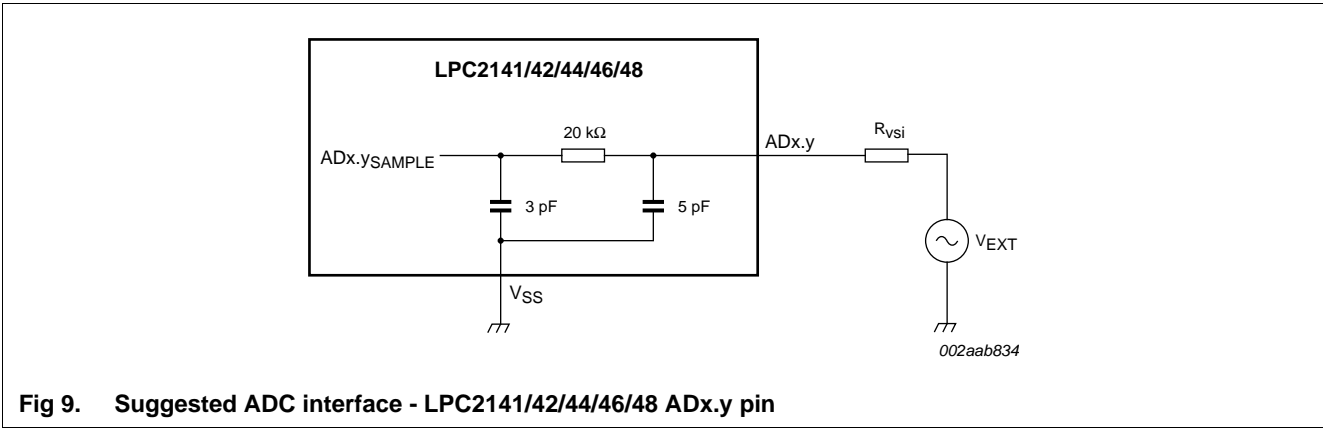 LPC2141/42/44/46/48
20 kΩ
ADx.y
Rvsi
ADx.ySAMPLE
3 pF
5 pF
VEXT
VSS
002aab834
Fig 9. Suggested ADC interface - LPC2141/42/44/46/48 ADx.y pin